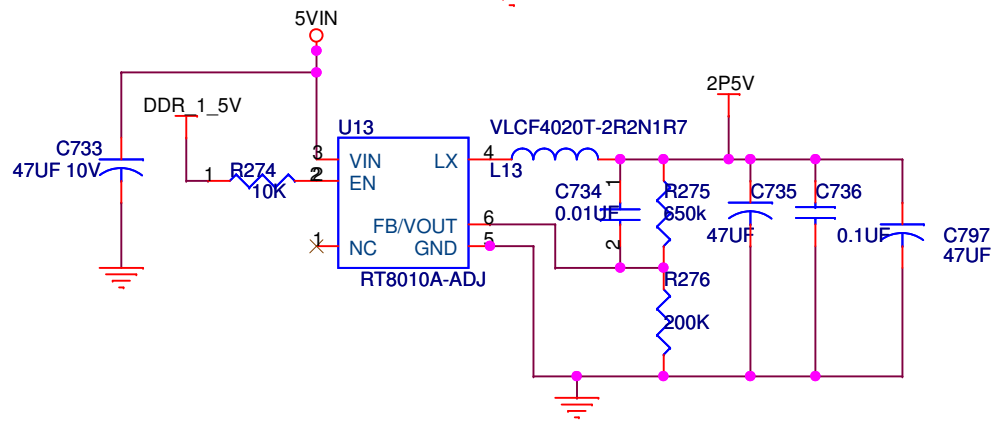 5VIN
DDR_1_5V
C733
47UF 10V
1
R274
10K
2
U13
3
VIN
EN
1
NC
LX
4
FB/VOUT
6
GND
5
RT8010A-ADJ
VLCF4020T-2R2N1R7
L13
2P5V
C734
0.01UF
1
2
R275
650k
R276
200K
C735
47UF
C736
0.1UF
C797
47UF